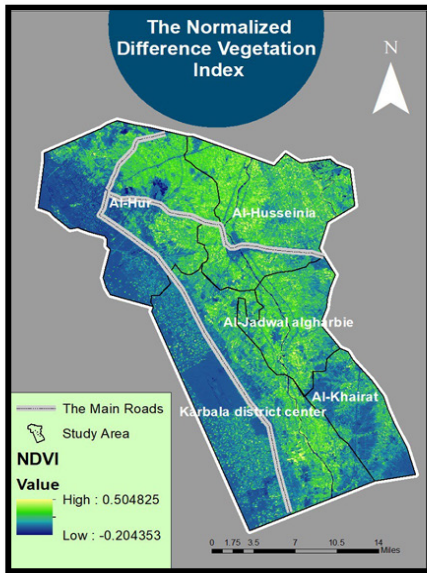 The Normalized
Difference Vegetation
Index
N
Al-Hur
Al-Husseinia
Al-Jadwal algharbie
Al-Khairat
Karbala district center
The Main Roads
Study Area
NDVI
Value
High : 0.504825
Low : -0.204353
0 1.75 3.5 7 10.5 14
Miles